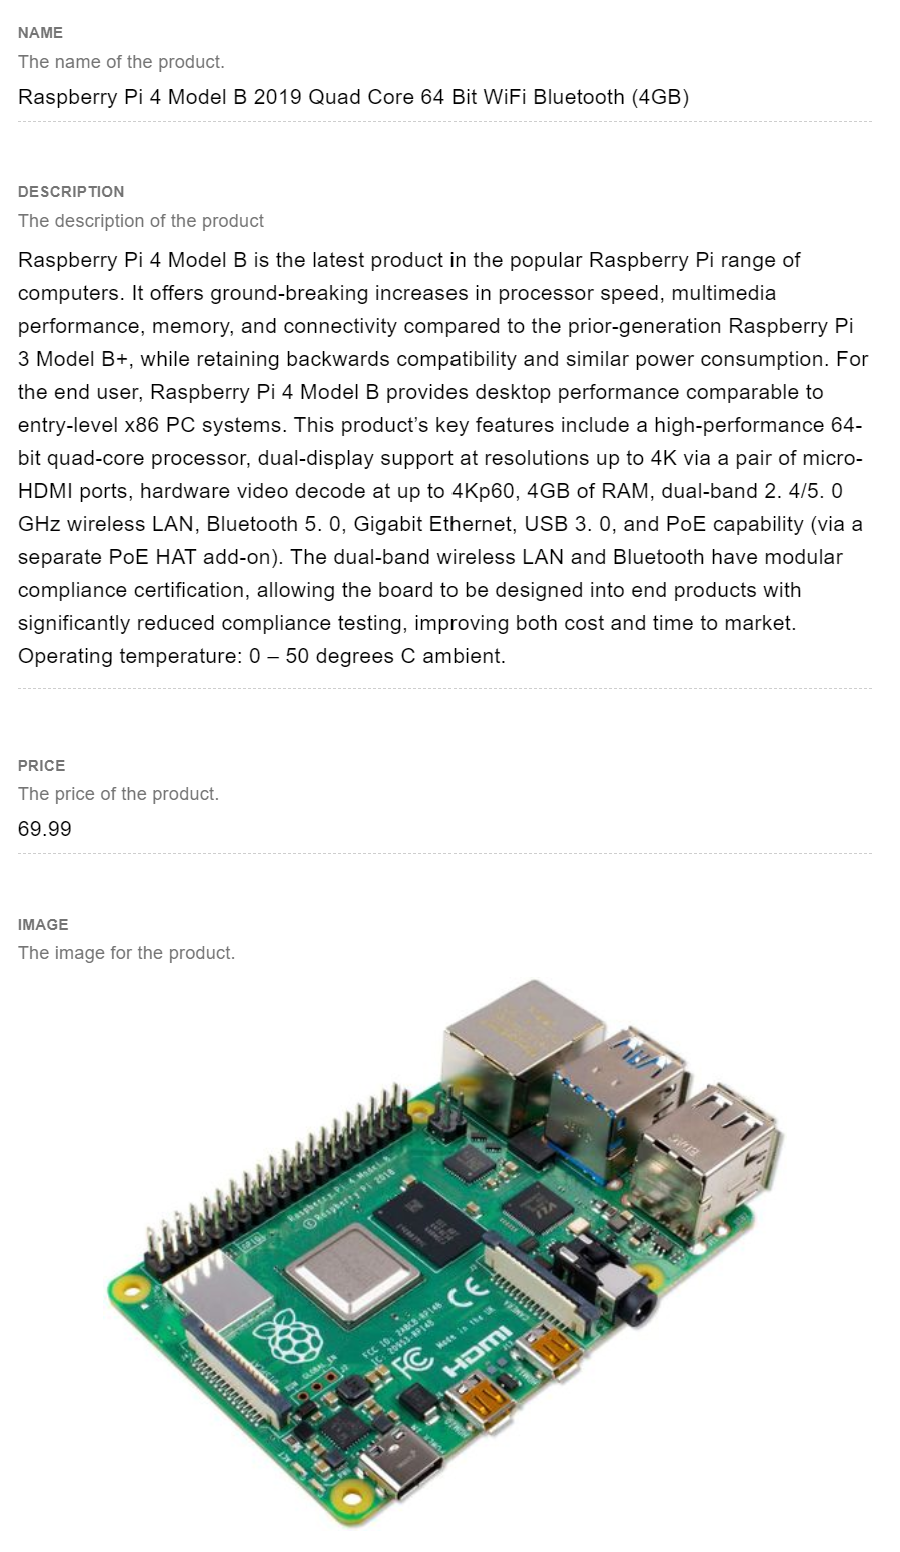 NAME
The name of the product.
Raspberry Pi 4 Model B 2019 Quad Core 64 Bit WiFi Bluetooth (4GB)
DESCRIPTION
The description of the product
Raspberry Pi 4 Model B is the latest product in the popular Raspberry Pi range of
computers. It offers ground-breaking increases in processor speed, multimedia
performance, memory, and connectivity compared to the prior-generation Raspberry Pi
3 Model B+, while retaining backwards compatibility and similar power consumption. For
the end user, Raspberry Pi 4 Model B provides desktop performance comparable to
entry-level x86 PC systems. This product’s key features include a high-performance 64-
bit quad-core processor, dual-display support at resolutions up to 4K via a pair of micro-
HDMI ports, hardware video decode at up to 4Kp60, 4GB of RAM, dual-band 2. 4/5. 0
GHz wireless LAN, Bluetooth 5. 0, Gigabit Ethernet, USB 3. 0, and PoE capability (via a
separate PoE HAT add-on). The dual-band wireless LAN and Bluetooth have modular
compliance certification, allowing the board to be designed into end products with
significantly reduced compliance testing, improving both cost and time to market.
Operating temperature: 0 – 50 degrees C ambient.
PRICE
The price of the product.
69.99
IMAGE
The image for the product.
Raspberry Pi 4 Model B
© Raspberry Pi 2018
GPIO
VLI
CE
CAMERA
FCC ID: 2ABCB-RPI4B
IC: 20953-RPI4B
FC
Made in the UK
HDMI
GLOBAL_EN
RUN
J2